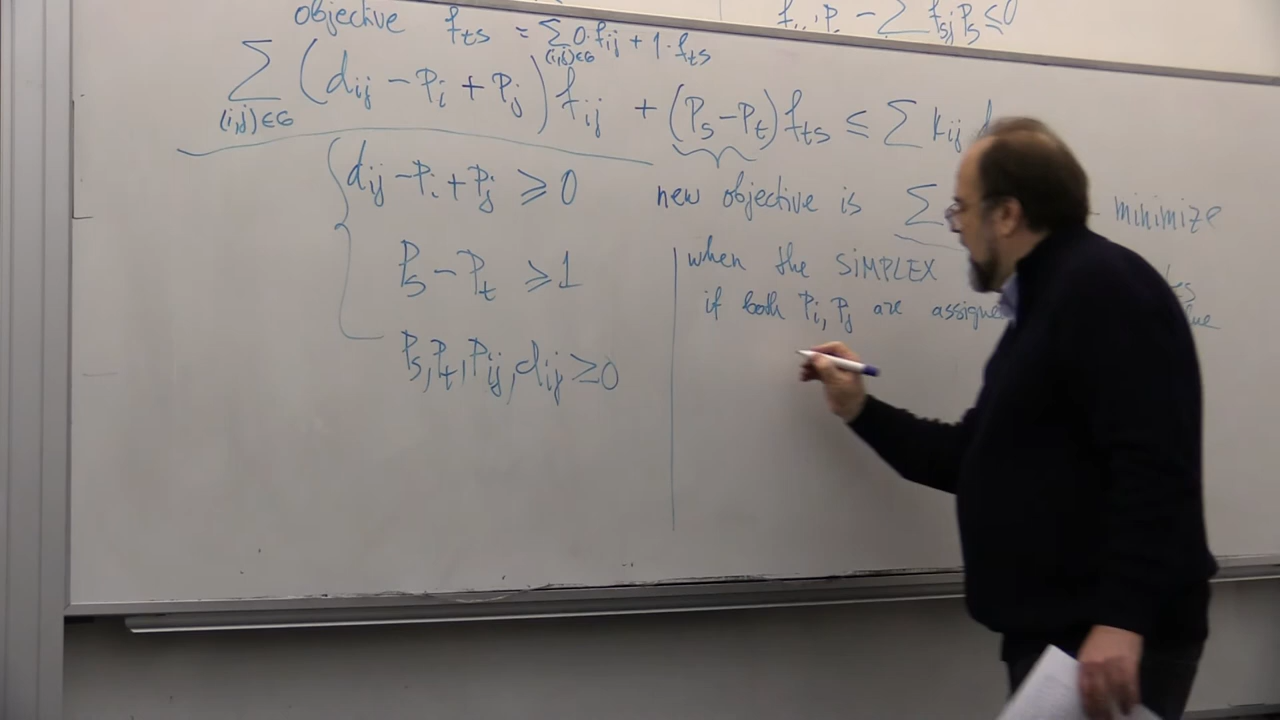 objective f_ts = Σ_(i,j)∈G 0·f_ij + 1·f_ts
- Σ f_sj P_s ≤ 0
Σ_(i,j)∈G (d_ij - P_i + P_j) f_ij + (P_s - P_t) f_ts ≤ Σ K_ij d
d_ij - P_i + P_j ≥ 0
new objective is Σ - minimize
P_s - P_t ≥ 1
when the SIMPLEX
if both P_i, P_j are assigne
P_s, P_t, P_ij, d_ij ≥ 0